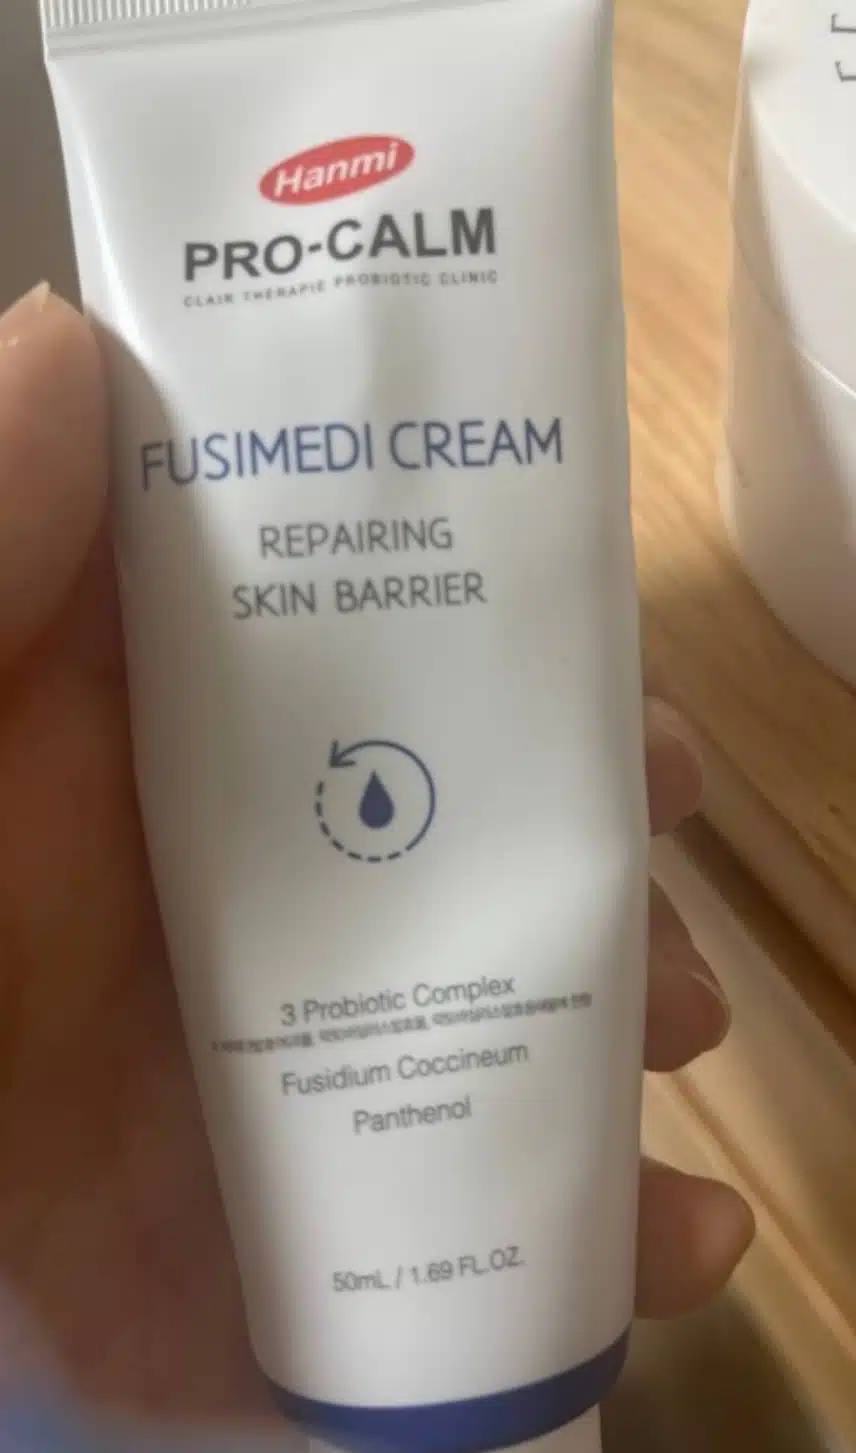 Hanmi
PRO-CALM
CLAIR THERAPIE PROBIOTIC CLINIC
FUSIMEDI CREAM
REPAIRING
SKIN BARRIER
3 Probiotic Complex
Fusidium Coccineum
Panthenol
50mL / 1.69 FL.OZ.